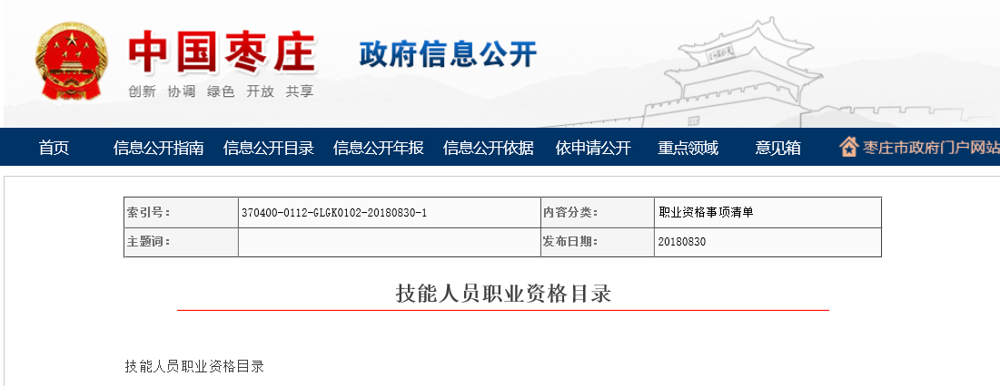 中国枣庄 政府信息公开
创新 协调 绿色 开放 共享
首页 信息公开指南 信息公开目录 信息公开年报 信息公开依据 依申请公开 重点领域 意见箱 枣庄市政府门户网站
索引号： 370400-0112-GLGK0102-20180830-1 内容分类： 职业资格事项清单
主题词： 发布日期： 20180830
技能人员职业资格目录
技能人员职业资格目录